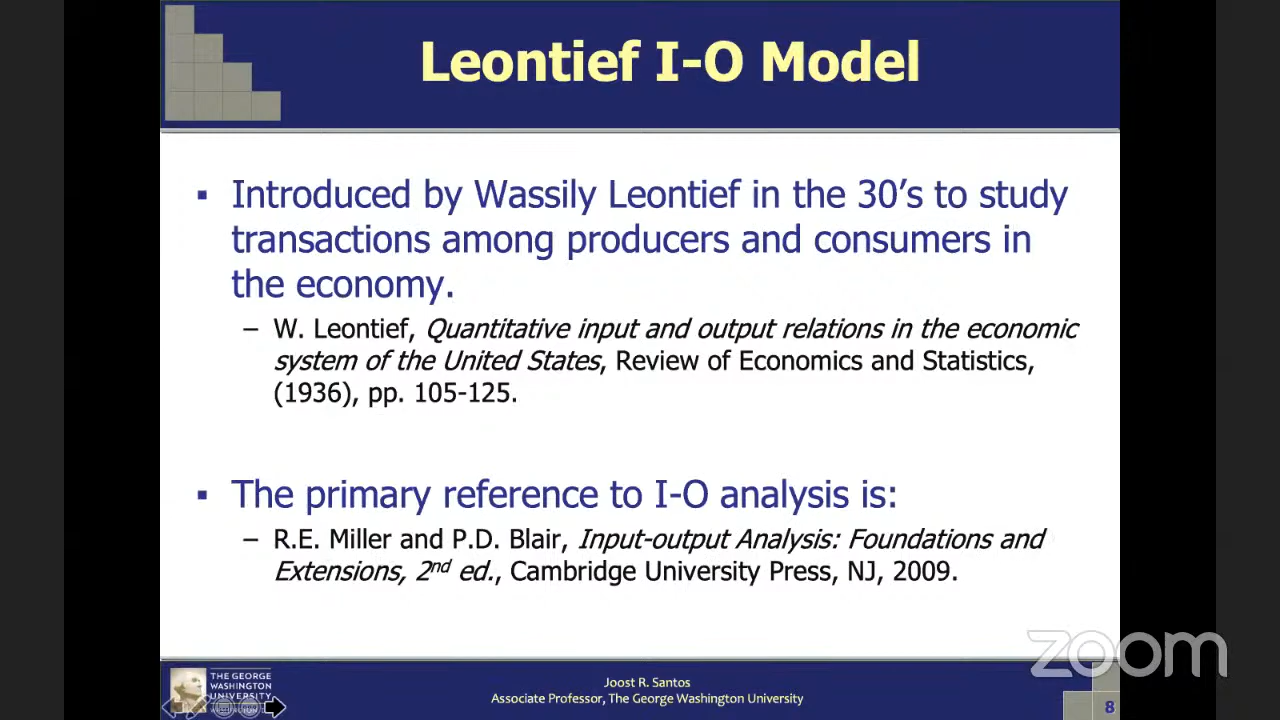 Leontief I-O Model
▪ Introduced by Wassily Leontief in the 30's to study
transactions among producers and consumers in
the economy.
– W. Leontief, Quantitative input and output relations in the economic
system of the United States, Review of Economics and Statistics,
(1936), pp. 105-125.
▪ The primary reference to I-O analysis is:
– R.E. Miller and P.D. Blair, Input-output Analysis: Foundations and
Extensions, 2nd ed., Cambridge University Press, NJ, 2009.
zoom
THE GEORGE
WASHINGTON
UNIVERSITY
Joost R. Santos
Associate Professor, The George Washington University
8